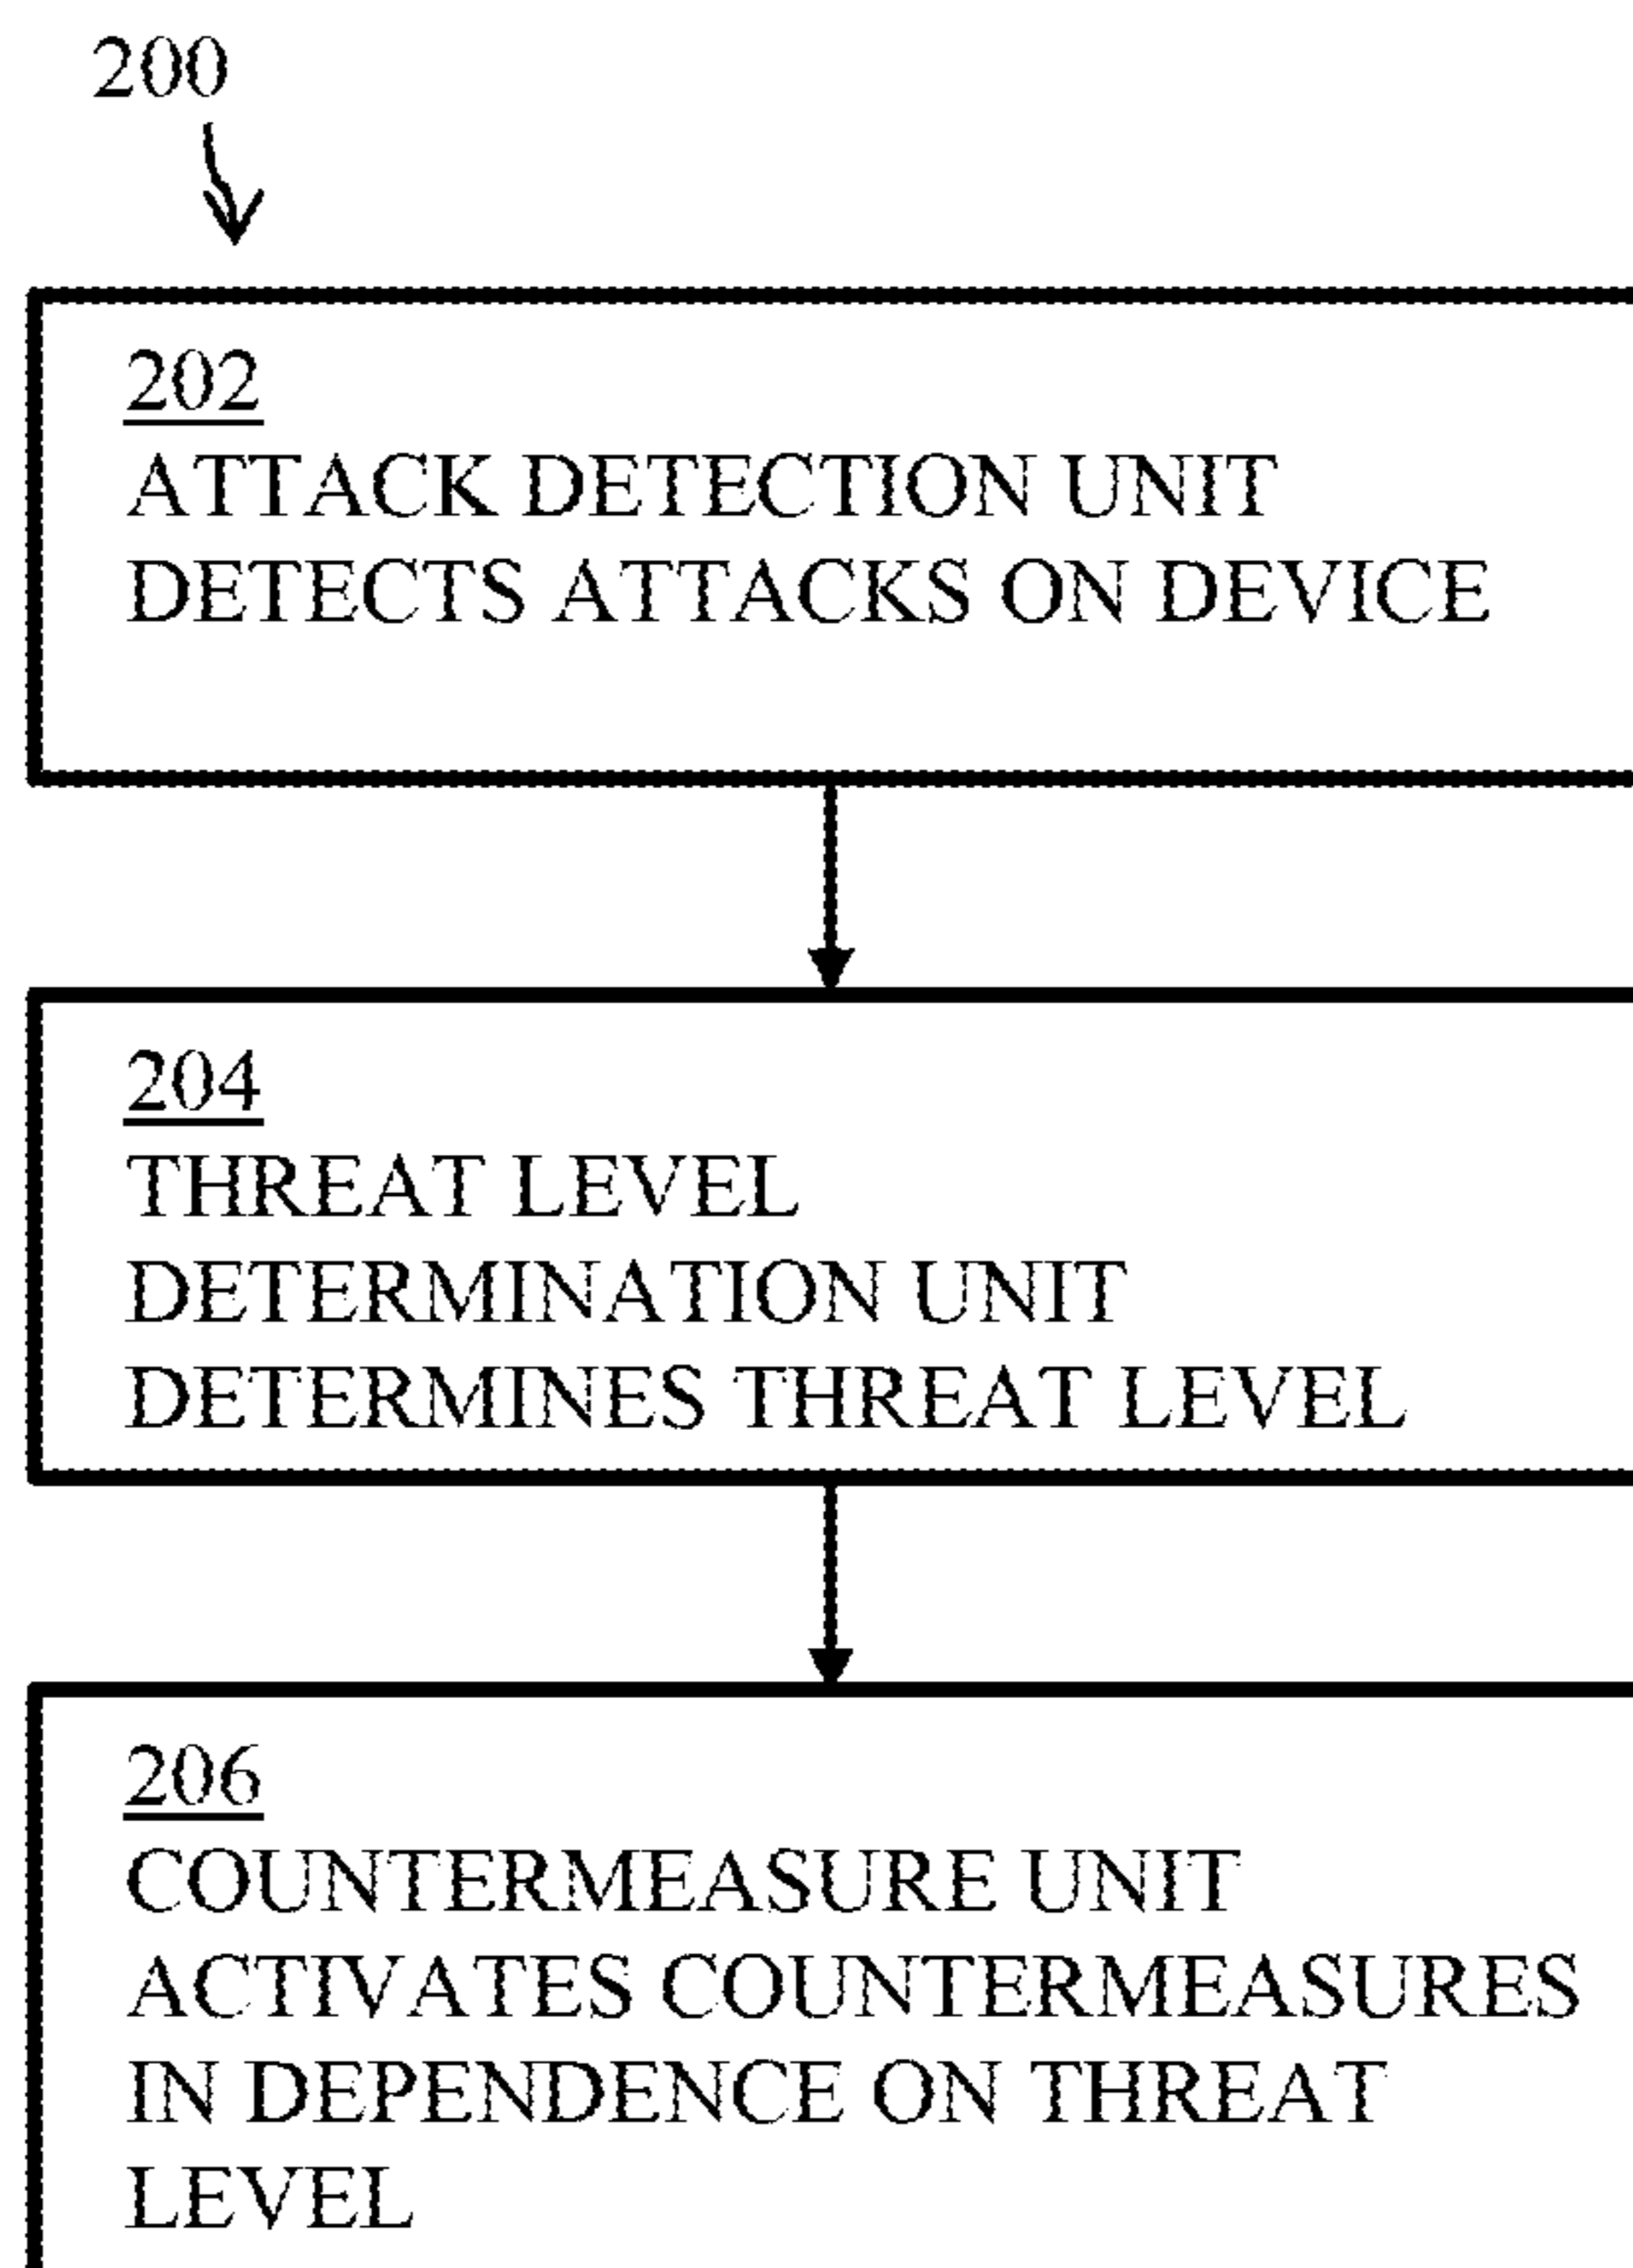 200
202
ATTACK DETECTION UNIT
DETECTS ATTACKS ON DEVICE
204
THREAT LEVEL
DETERMINATION UNIT
DETERMINES THREAT LEVEL
206
COUNTERMEASURE UNIT
ACTIVATES COUNTERMEASURES
IN DEPENDENCE ON THREAT
LEVEL